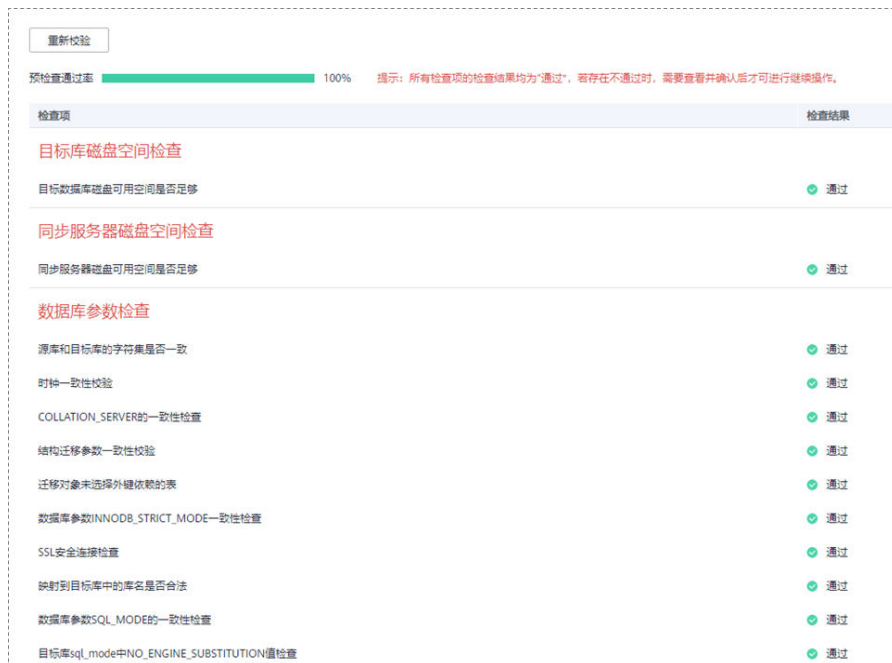 重新校验
预检查通过率 100% 提示：所有检查项的检查结果均为“通过”，若存在不通过时，需要查看并确认后才可进行继续操作。
检查项 检查结果
目标库磁盘空间检查
目标数据库磁盘可用空间是否足够 通过
同步服务器磁盘空间检查
同步服务器磁盘可用空间是否足够 通过
数据库参数检查
源库和目标库的字符集是否一致 通过
时钟一致性校验 通过
COLLATION_SERVER的一致性检查 通过
结构迁移参数一致性校验 通过
迁移对象未选择外键依赖的表 通过
数据库参数INNODB_STRICT_MODE一致性检查 通过
SSL安全连接检查 通过
映射到目标库中的库名是否合法 通过
数据库参数SQL_MODE的一致性检查 通过
目标库sql_mode中NO_ENGINE_SUBSTITUTION值检查 通过